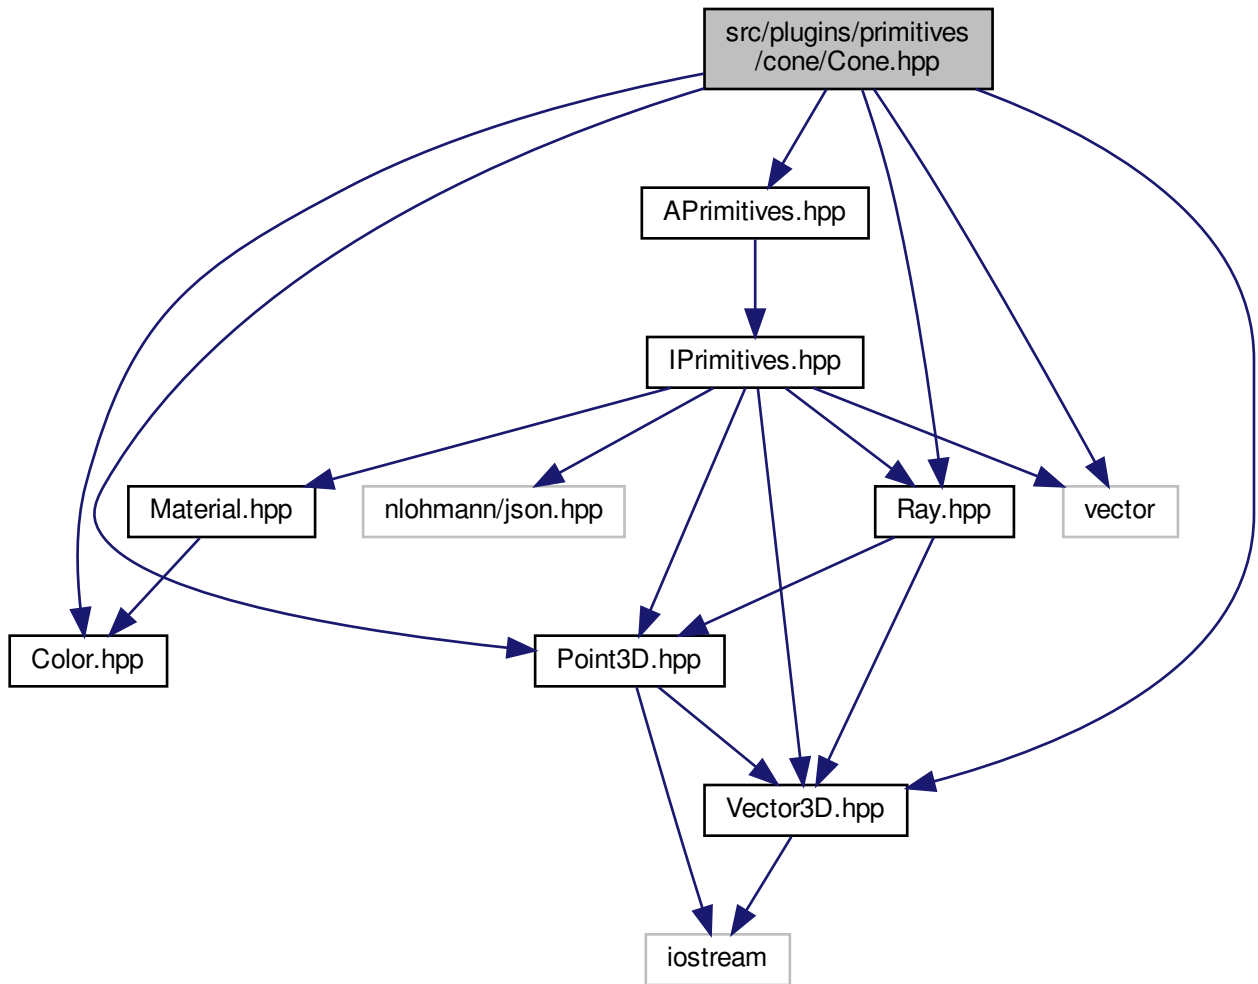 src/plugins/primitives
/cone/Cone.hpp
APrimitives.hpp
IPrimitives.hpp
Material.hpp
nlohmann/json.hpp
Ray.hpp
vector
Color.hpp
Point3D.hpp
Vector3D.hpp
iostream